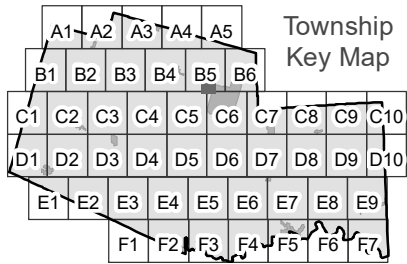 Township
Key Map
A1 A2 A3 A4 A5
B1 B2 B3 B4 B5 B6
C1 C2 C3 C4 C5 C6 C7 C8 C9 C10
D1 D2 D3 D4 D5 D6 D7 D8 D9 D10
E1 E2 E3 E4 E5 E6 E7 E8 E9
F1 F2 F3 F4 F5 F6 F7